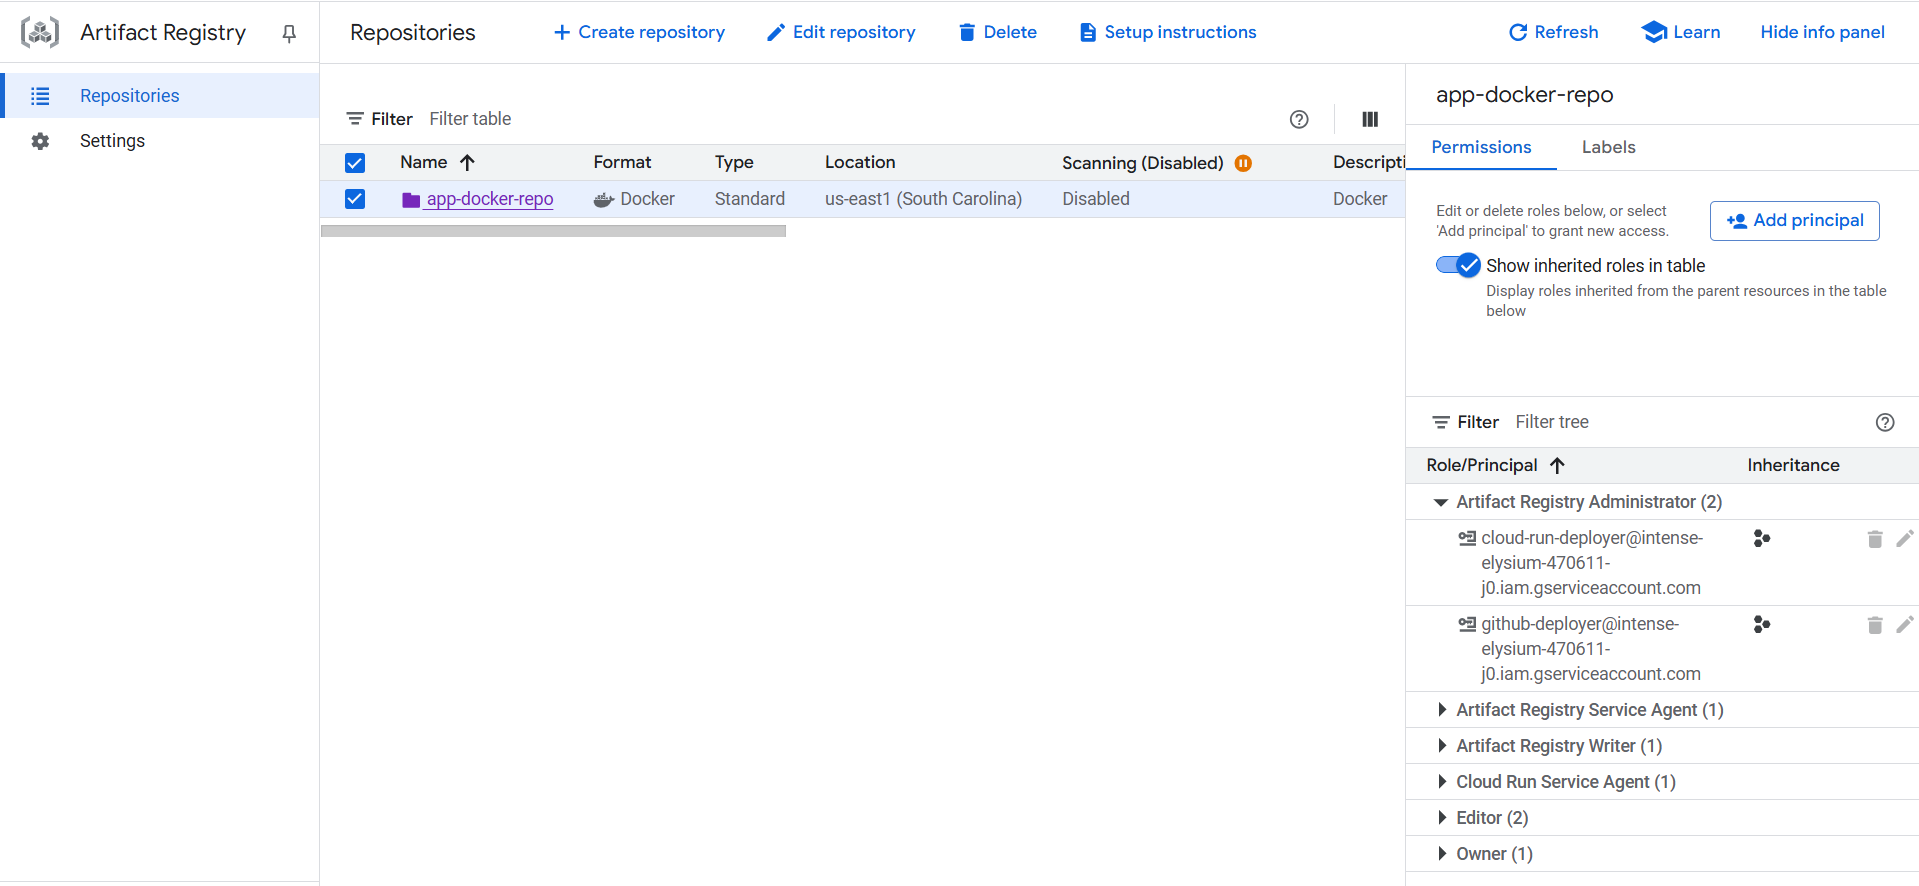 Artifact Registry
Repositories
Create repository
Edit repository
Delete
Setup instructions
Refresh
Learn
Hide info panel
Repositories
Settings
Filter Filter table
Name Format Type Location Scanning (Disabled) Descripti
app-docker-repo Docker Standard us-east1 (South Carolina) Disabled Docker
app-docker-repo
Permissions Labels
Edit or delete roles below, or select
'Add principal' to grant new access.
Add principal
Show inherited roles in table
Display roles inherited from the parent resources in the table
below
Filter Filter tree
Role/Principal Inheritance
Artifact Registry Administrator (2)
cloud-run-deployer@intense-
elysium-470611-
j0.iam.gserviceaccount.com
github-deployer@intense-
elysium-470611-
j0.iam.gserviceaccount.com
Artifact Registry Service Agent (1)
Artifact Registry Writer (1)
Cloud Run Service Agent (1)
Editor (2)
Owner (1)